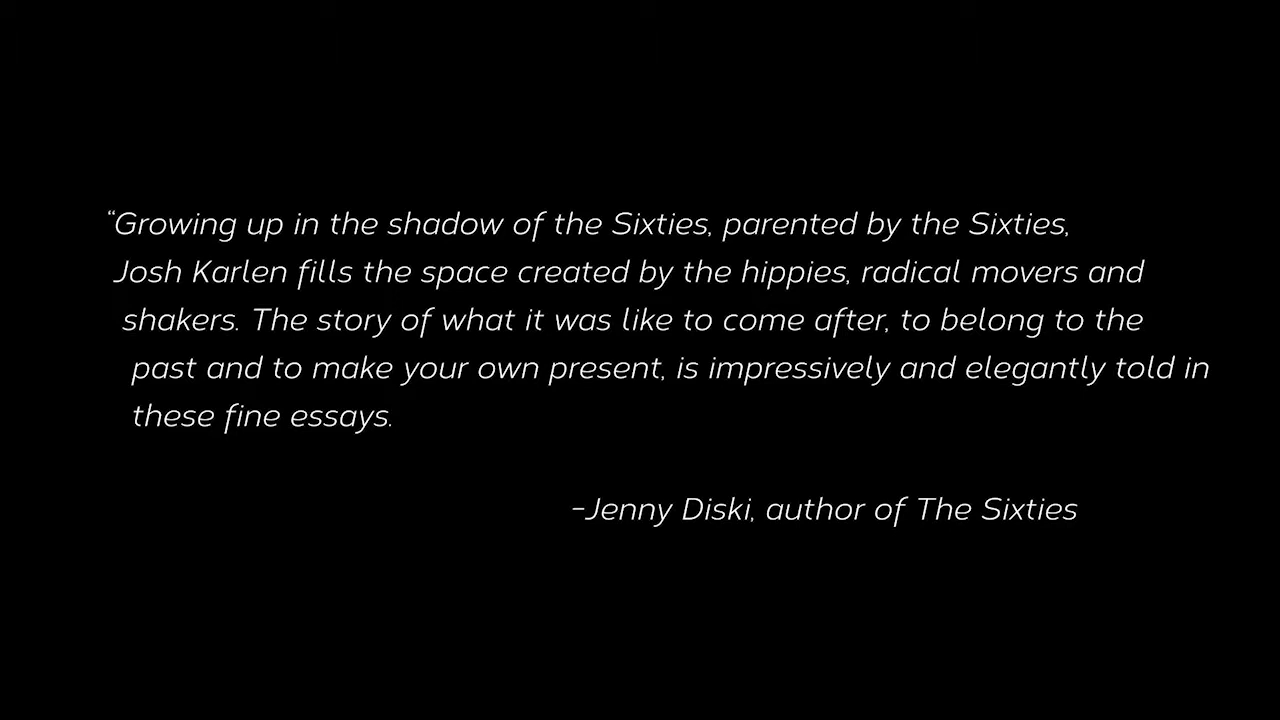 “Growing up in the shadow of the Sixties, parented by the Sixties,
Josh Karlen fills the space created by the hippies, radical movers and
shakers. The story of what it was like to come after, to belong to the
past and to make your own present, is impressively and elegantly told in
these fine essays.
-Jenny Diski, author of The Sixties